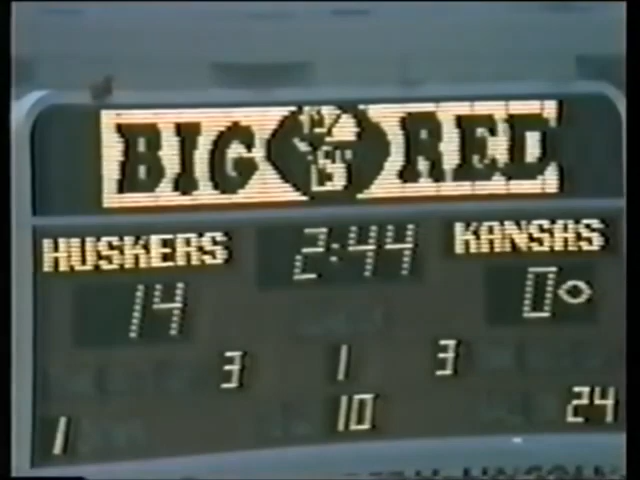 BIG RED
HUSKERS 2:44 KANSAS
14 0
3 1 3
1 10 24